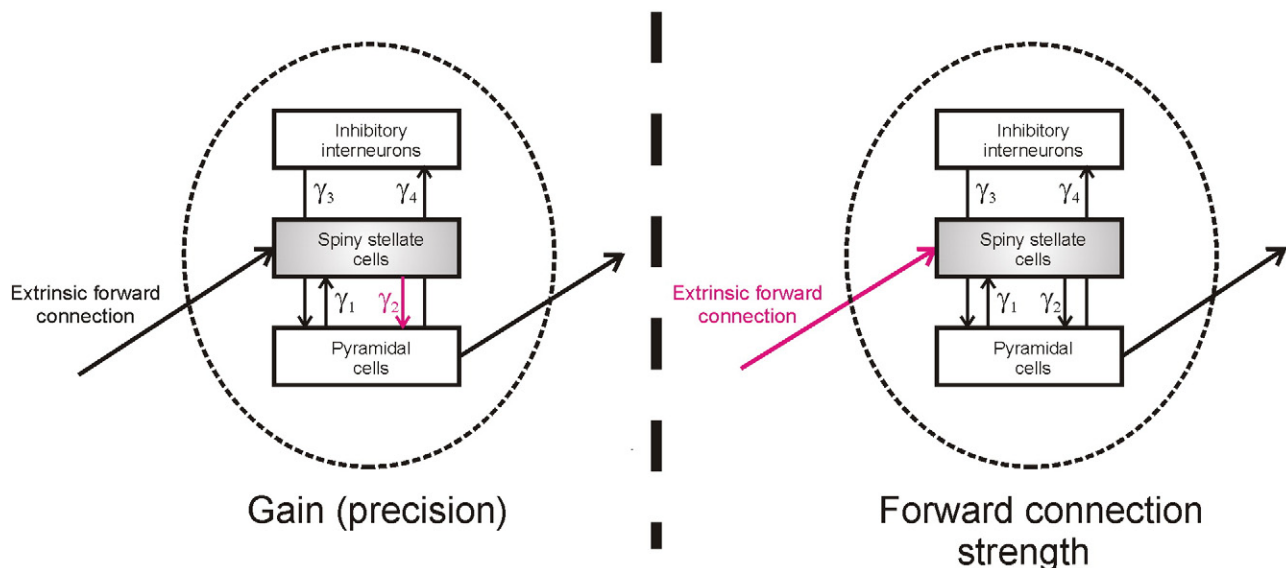 Inhibitory
interneurons
γ3
γ4
Spiny stellate
cells
Extrinsic forward
connection
γ1
γ2
Pyramidal
cells
Gain (precision)
Inhibitory
interneurons
γ3
γ4
Spiny stellate
cells
Extrinsic forward
connection
γ1
γ2
Pyramidal
cells
Forward connection
strength